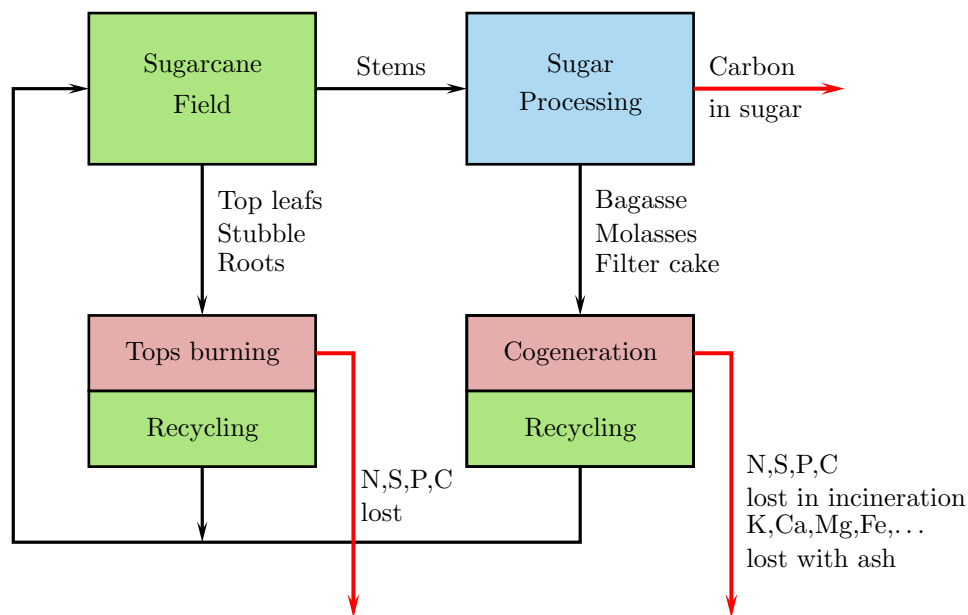 Sugarcane
Field
Stems
Sugar
Processing
Carbon
in sugar
Top leafs
Stubble
Roots
Bagasse
Molasses
Filter cake
Tops burning
Recycling
Cogeneration
Recycling
N,S,P,C
lost
N,S,P,C
lost in incineration
K,Ca,Mg,Fe,...
lost with ash